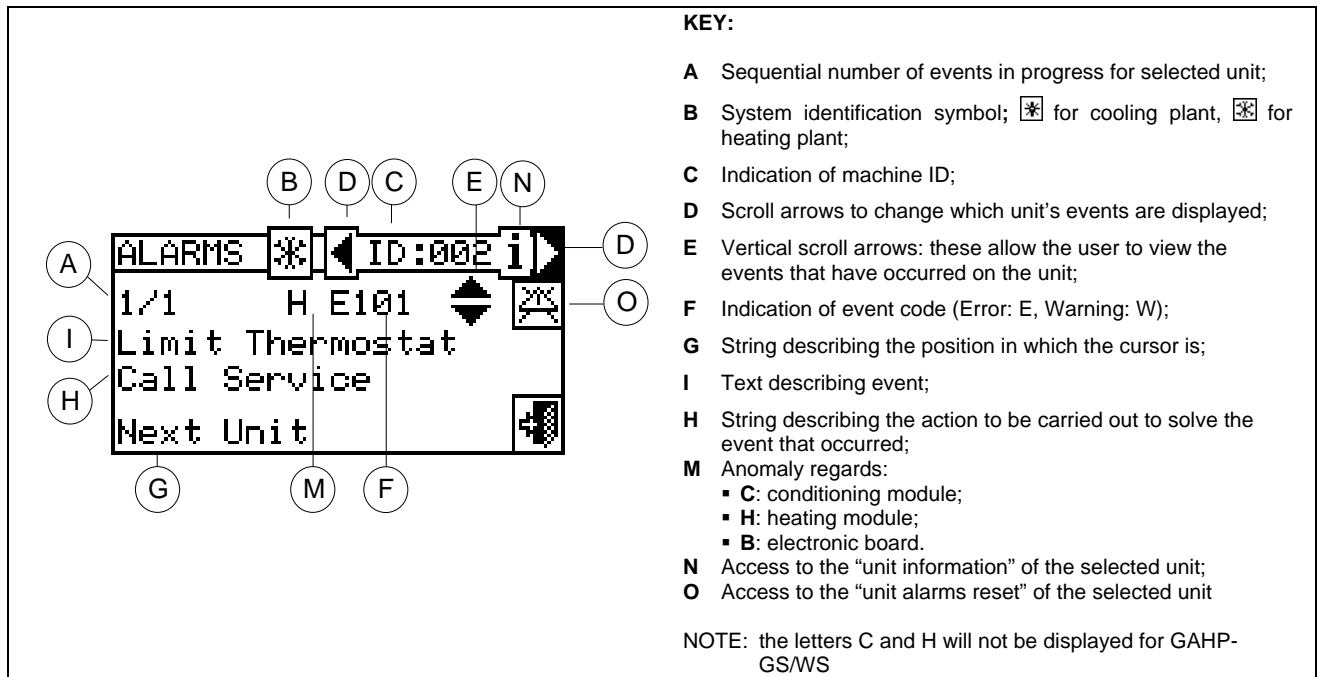 B
D
C
E
N
D
A
O
I
H
G
M
F
ALARMS
ID:002
i
1/1 H E101
Limit Thermostat
Call Service
Next Unit
KEY:
A Sequential number of events in progress for selected unit;
B System identification symbol; for cooling plant, for
heating plant;
C Indication of machine ID;
D Scroll arrows to change which unit's events are displayed;
E Vertical scroll arrows: these allow the user to view the
events that have occurred on the unit;
F Indication of event code (Error: E, Warning: W);
G String describing the position in which the cursor is;
I Text describing event;
H String describing the action to be carried out to solve the
event that occurred;
M Anomaly regards:
▪ C: conditioning module;
▪ H: heating module;
▪ B: electronic board.
N Access to the “unit information” of the selected unit;
O Access to the “unit alarms reset” of the selected unit
NOTE: the letters C and H will not be displayed for GAHP-
GS/WS